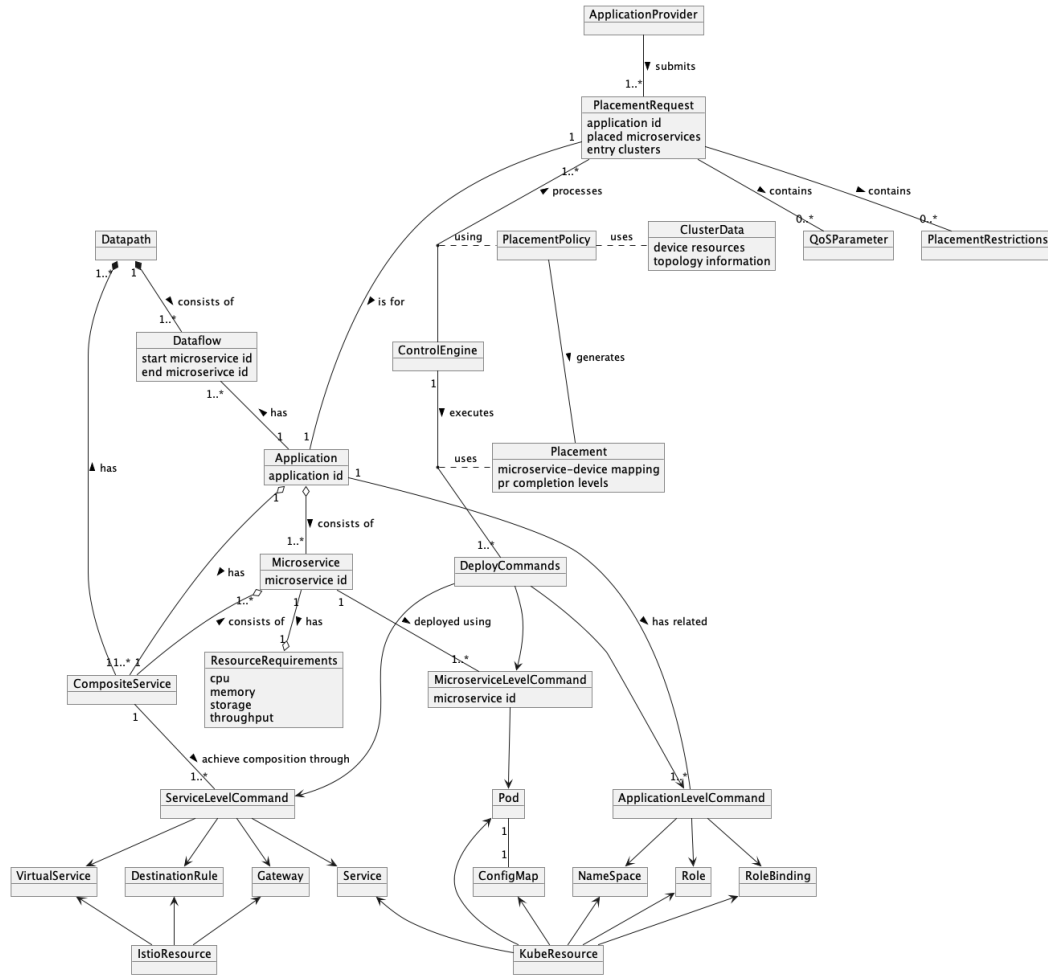 ApplicationProvider
submits
1..*
PlacementRequest
application id
placed microservices
entry clusters
1
1..*
processes
contains
contains
0..*
0..*
Datapath
using
PlacementPolicy
uses
ClusterData
device resources
topology information
QoSParameter
PlacementRestrictions
1..*
1
consists of
is for
1..*
Dataflow
start microservice id
end microserivce id
ControlEngine
generates
1..*
1
has
executes
1
1
Application
application id
1
uses
Placement
microservice-device mapping
pr completion levels
has
1
consists of
1..*
1..*
Microservice
microservice id
DeployCommands
has
1..*
1
1
consists of
has
deployed using
has related
1
1..*
11..* 1
ResourceRequirements
cpu
memory
storage
throughput
CompositeService
MicroserviceLevelCommand
microservice id
1
achieve composition through
1..*
1..*
ServiceLevelCommand
Pod
ApplicationLevelCommand
1
1
VirtualService
DestinationRule
Gateway
Service
ConfigMap
NameSpace
Role
RoleBinding
IstioResource
KubeResource